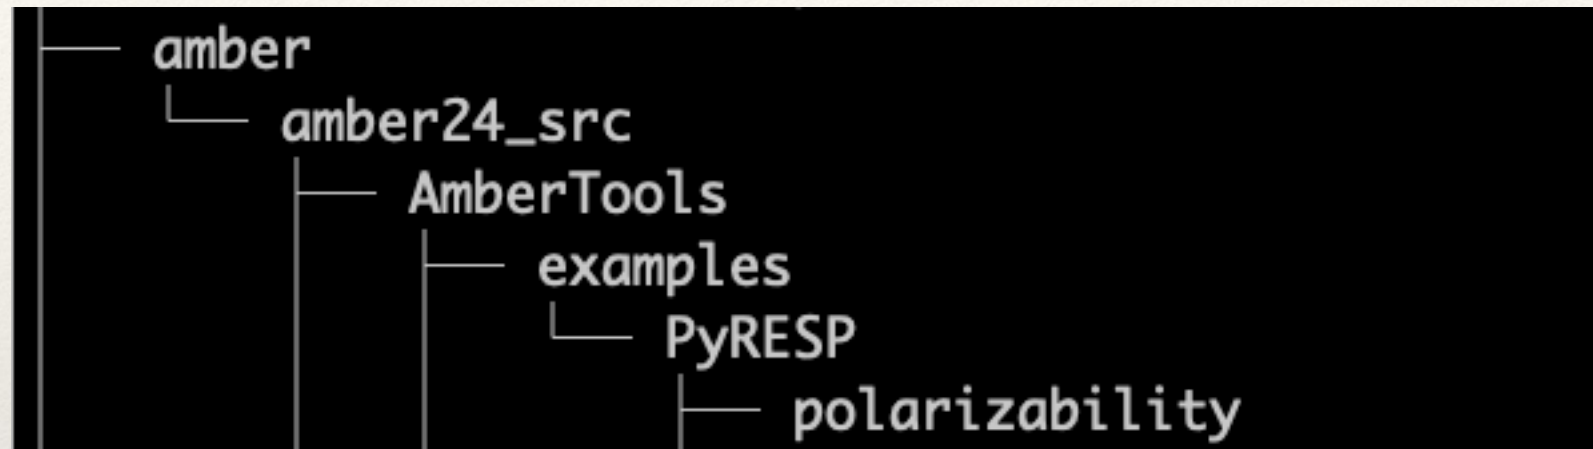 amber
amber24_src
AmberTools
examples
PyRESP
polarizability